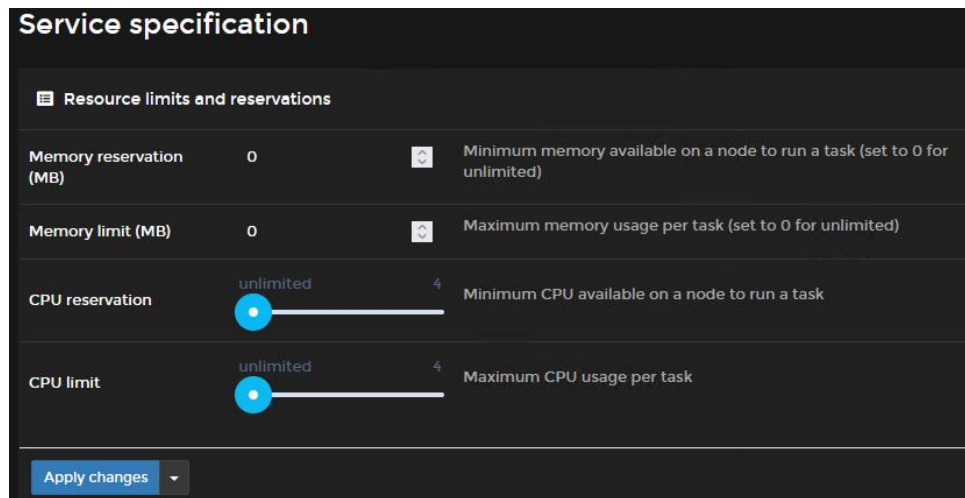 Service specification
Resource limits and reservations
Memory reservation
(MB)
0
Minimum memory available on a node to run a task (set to 0 for
unlimited)
Memory limit (MB)
0
Maximum memory usage per task (set to 0 for unlimited)
CPU reservation
unlimited
4
Minimum CPU available on a node to run a task
CPU limit
unlimited
4
Maximum CPU usage per task
Apply changes